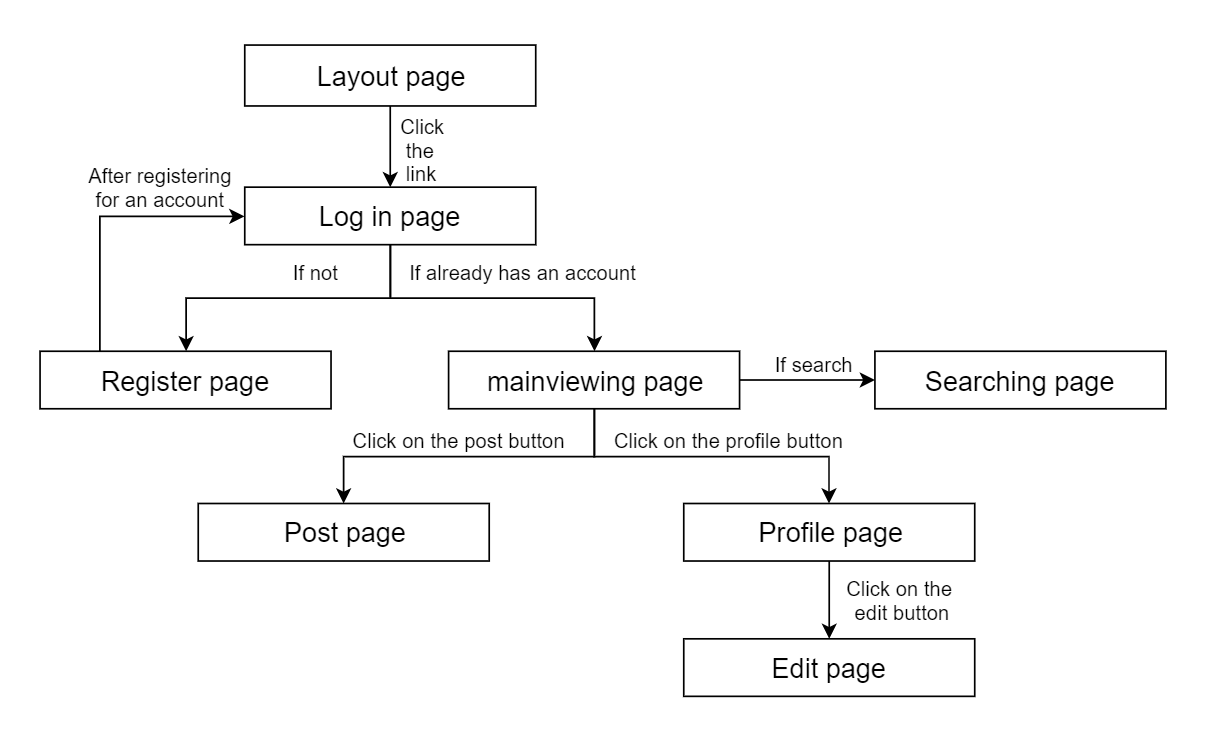 Layout page
Click
the
link
After registering
for an account
Log in page
If not
If already has an account
Register page
mainviewing page
If search
Searching page
Click on the post button
Click on the profile button
Post page
Profile page
Click on the
edit button
Edit page